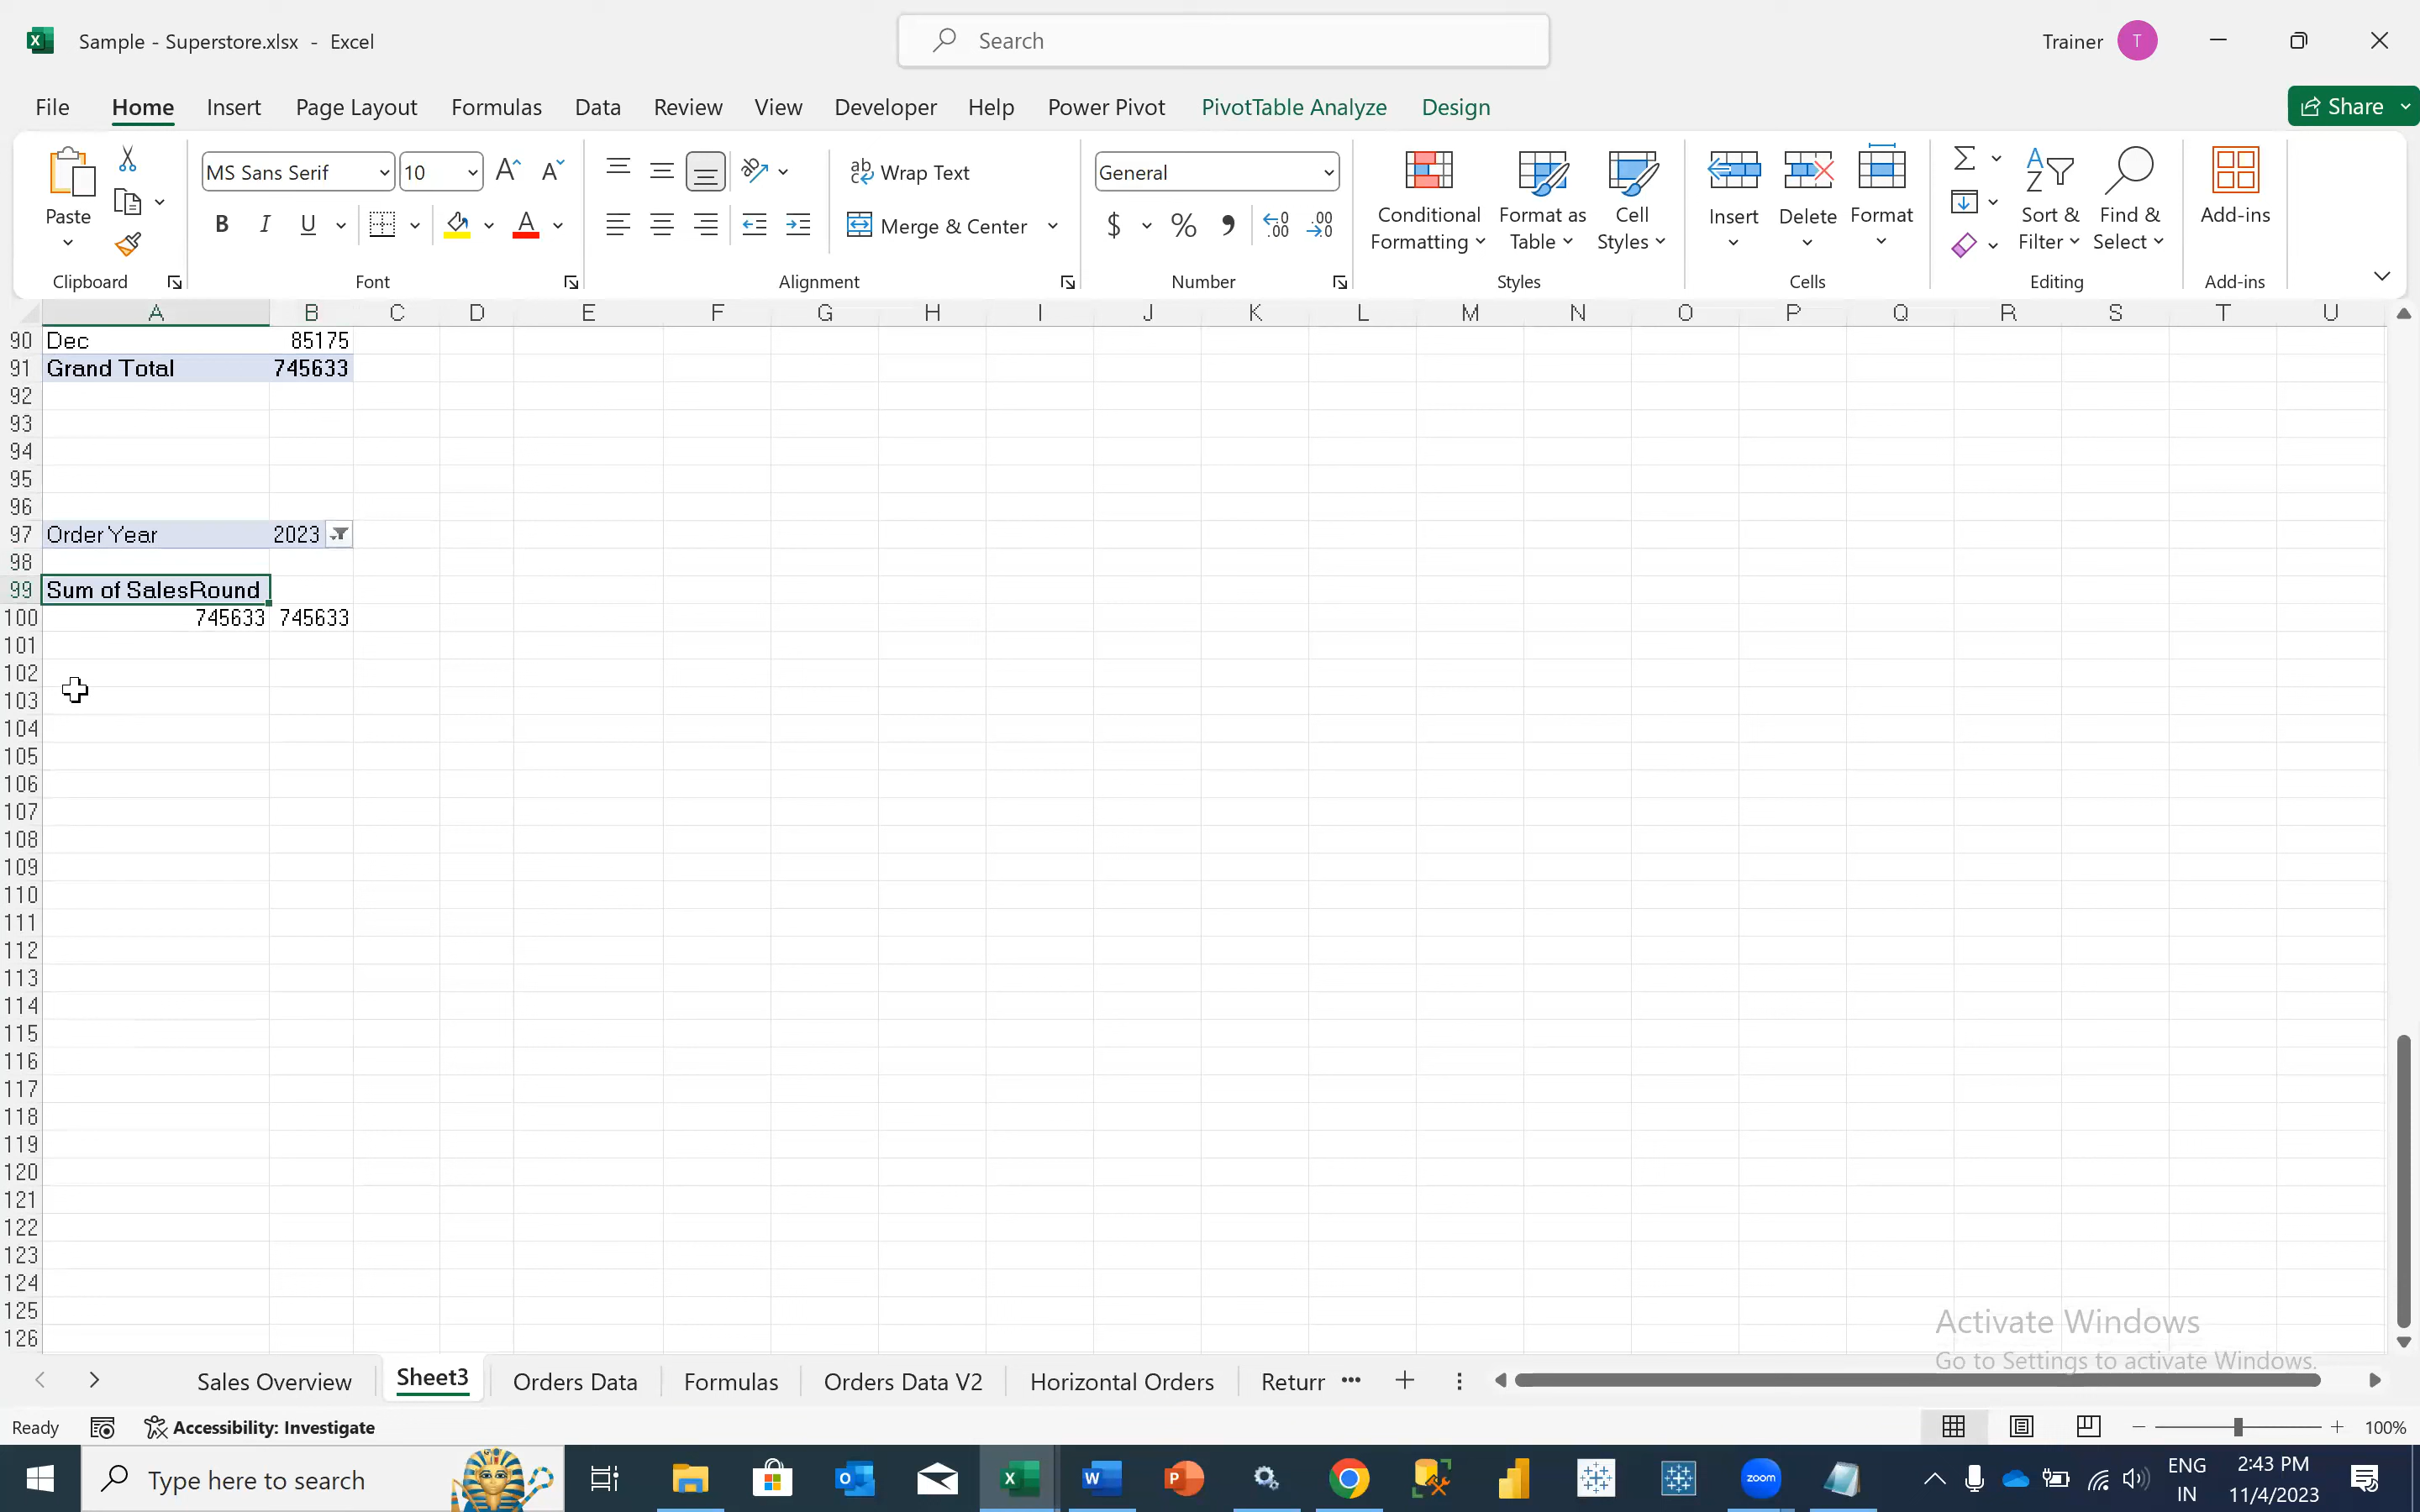 Sample - Superstore.xlsx - Excel
Search
Trainer T
File Home Insert Page Layout Formulas Data Review View Developer Help Power Pivot PivotTable Analyze Design Share
Paste
MS Sans Serif 10
Wrap Text
Merge & Center
General
Conditional Formatting
Format as Table
Cell Styles
Insert
Delete
Format
Sort & Filter
Find & Select
Add-ins
Clipboard Font Alignment Number Styles Cells Editing Add-ins
A B C D E F G H I J K L M N O P Q R S T U
90 Dec 85175
91 Grand Total 745633
92
93
94
95
96
97 Order Year 2023
98
99 Sum of SalesRound
100 745633 745633
101
102
103
104
105
106
107
108
109
110
111
112
113
114
115
116
117
118
119
120
121
122
123
124
125
126
Activate Windows
Go to Settings to activate Windows.
Sales Overview Sheet3 Orders Data Formulas Orders Data V2 Horizontal Orders Returr
Ready Accessibility: Investigate 100%
Type here to search
zoom
ENG
IN
2:43 PM
11/4/2023